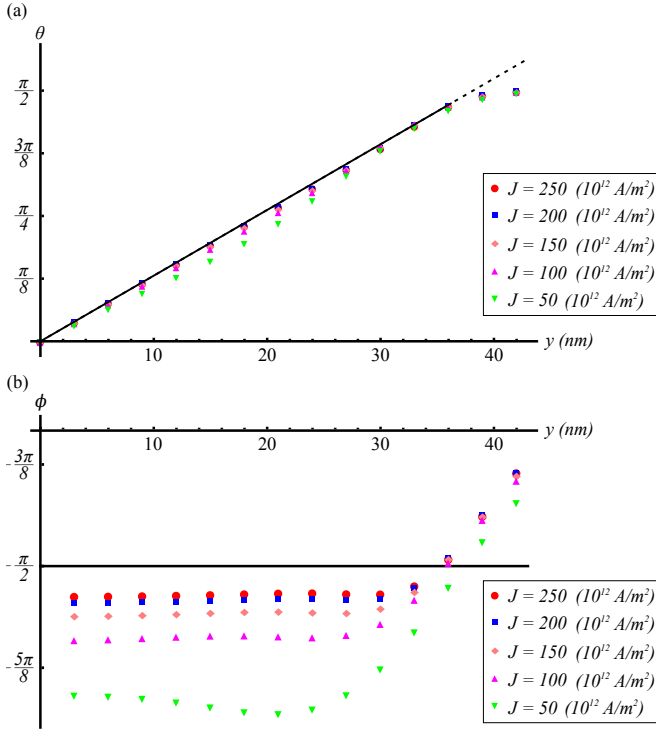 (a)
θ
π/2
3π/8
π/4
π/8
10 20 30 40 y (nm)
J = 250 (10^12 A/m^2)
J = 200 (10^12 A/m^2)
J = 150 (10^12 A/m^2)
J = 100 (10^12 A/m^2)
J = 50 (10^12 A/m^2)
(b)
ϕ
10 20 30 40 y (nm)
-3π/8
-π/2
-5π/8
J = 250 (10^12 A/m^2)
J = 200 (10^12 A/m^2)
J = 150 (10^12 A/m^2)
J = 100 (10^12 A/m^2)
J = 50 (10^12 A/m^2)